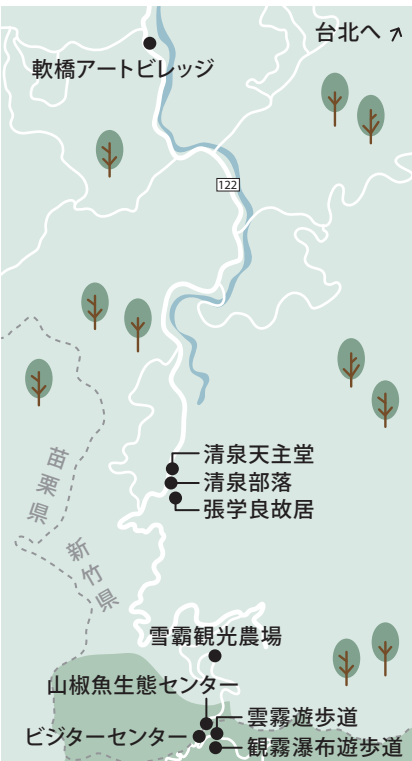 台北へ
軟橋アートビレッジ
122
清泉天主堂
清泉部落
張学良故居
苗栗県
新竹県
雪霸観光農場
山椒魚生態センター
雲霧遊歩道
ビジターセンター
観霧瀑布遊歩道